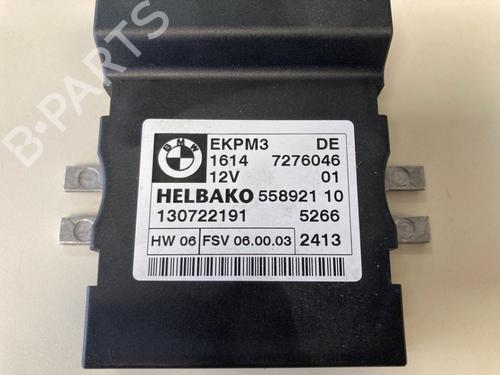 B-PARTS
BMW
EKPM3 DE
1614 7276046
12V 01
HELBAKO 558921 10
130722191 5266
HW 06 FSV 06.00.03 2413